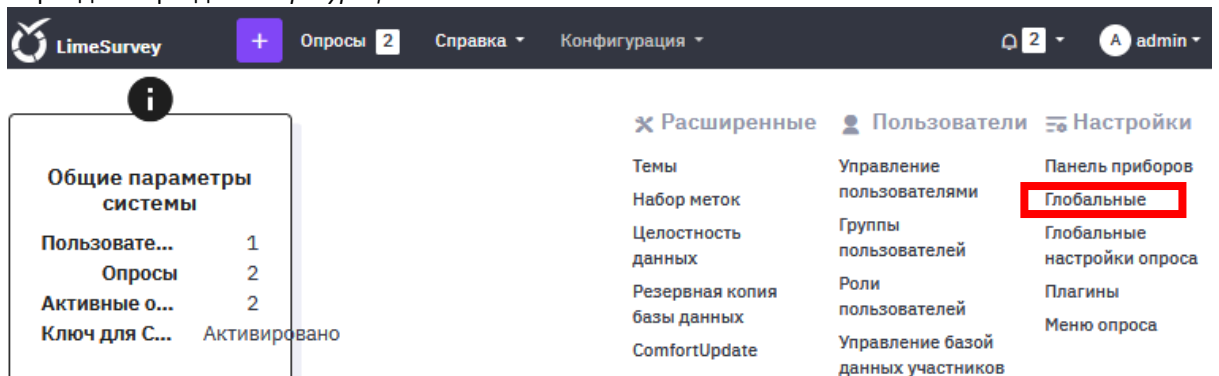 LimeSurvey + Опросы 2 Справка Конфигурация 2 A admin
i
Общие параметры
системы
Пользовате... 1
Опросы 2
Активные о... 2
Ключ для С... Активировано
Расширенные
Темы
Набор меток
Целостность
данных
Резервная копия
базы данных
ComfortUpdate
Пользователи
Управление
пользователями
Группы
пользователей
Роли
пользователей
Управление базой
данных участников
Настройки
Панель приборов
Глобальные
Глобальные
настройки опроса
Плагины
Меню опроса